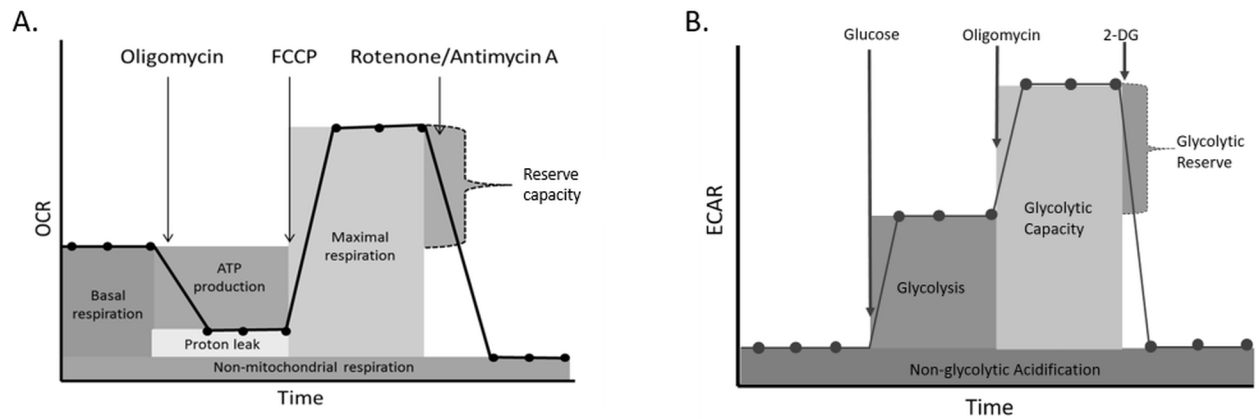 A.
Oligomycin
FCCP
Rotenone/Antimycin A
OCR
Basal
respiration
ATP
production
Proton leak
Maximal
respiration
Reserve
capacity
Non-mitochondrial respiration
Time
B.
Glucose
Oligomycin
2-DG
ECAR
Glycolysis
Glycolytic
Capacity
Glycolytic
Reserve
Non-glycolytic Acidification
Time